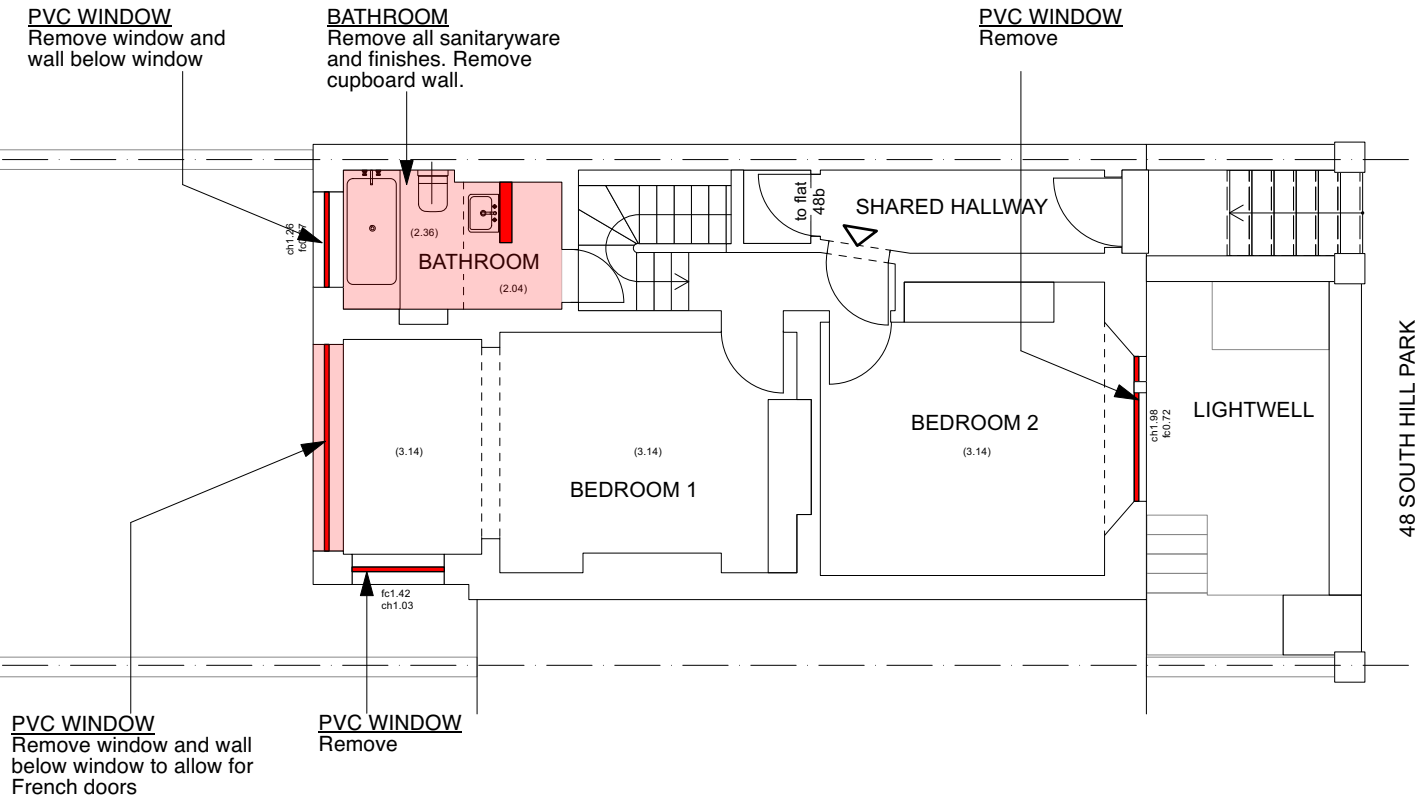 PVC WINDOW
Remove window and
wall below window
BATHROOM
Remove all sanitaryware
and finishes. Remove
cupboard wall.
PVC WINDOW
Remove
to flat
48b
SHARED HALLWAY
ch1.26
(2.36)
BATHROOM
(2.04)
48 SOUTH HILL PARK
LIGHTWELL
BEDROOM 2
(3.14)
ch1.98
fc0.72
(3.14)
(3.14)
BEDROOM 1
fc1.42
ch1.03
PVC WINDOW
Remove window and wall
below window to allow for
French doors
PVC WINDOW
Remove